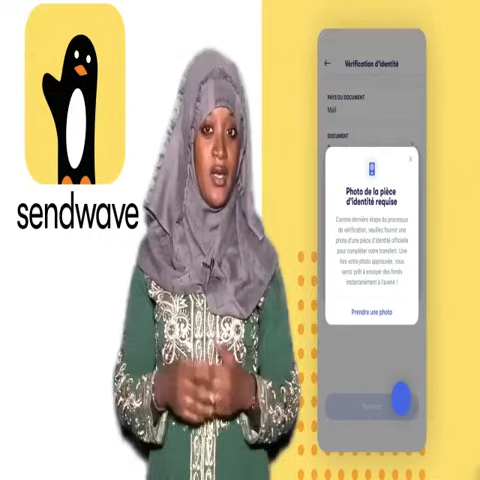 sendwave
Vérification d'identité
PAYS DU DOCUMENT
Mali
DOCUMENT
Photo de la pièce
d'identité requise
Comme dernière étape du processus
de vérification, veuillez fournir une
photo d'une pièce d'identité officielle
pour compléter votre transfert. Une
fois votre photo approuvée, vous
serez prêt à envoyer des fonds
instantanément à l'avenir !
Prendre une photo